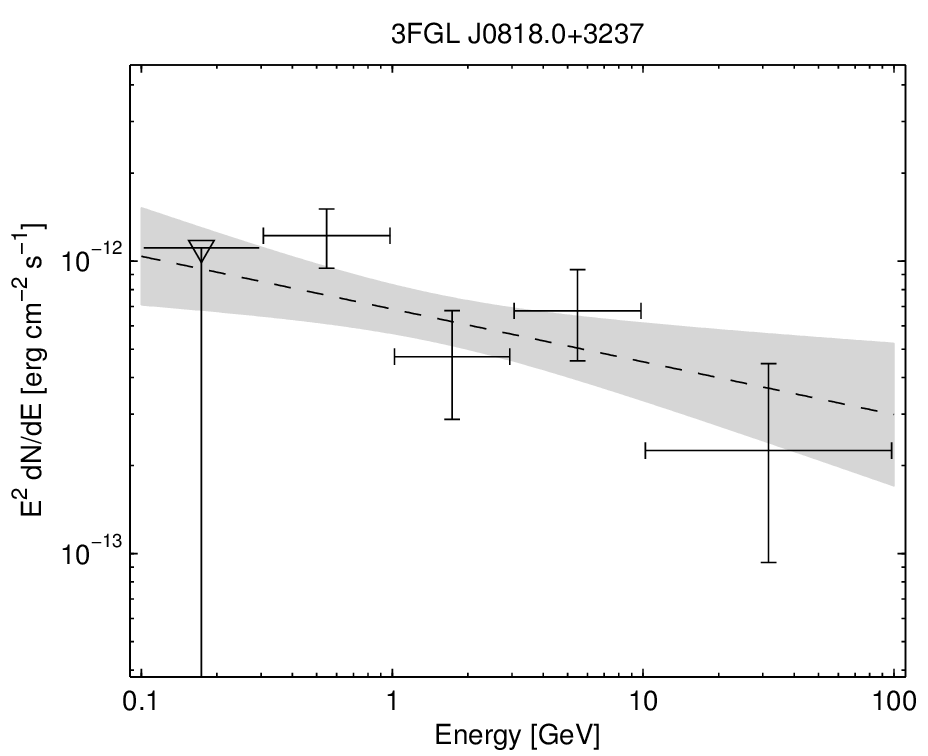 3FGL J0818.0+3237
E² dN/dE [erg cm⁻² s⁻¹]
10⁻¹²
10⁻¹³
0.1 1 10 100
Energy [GeV]